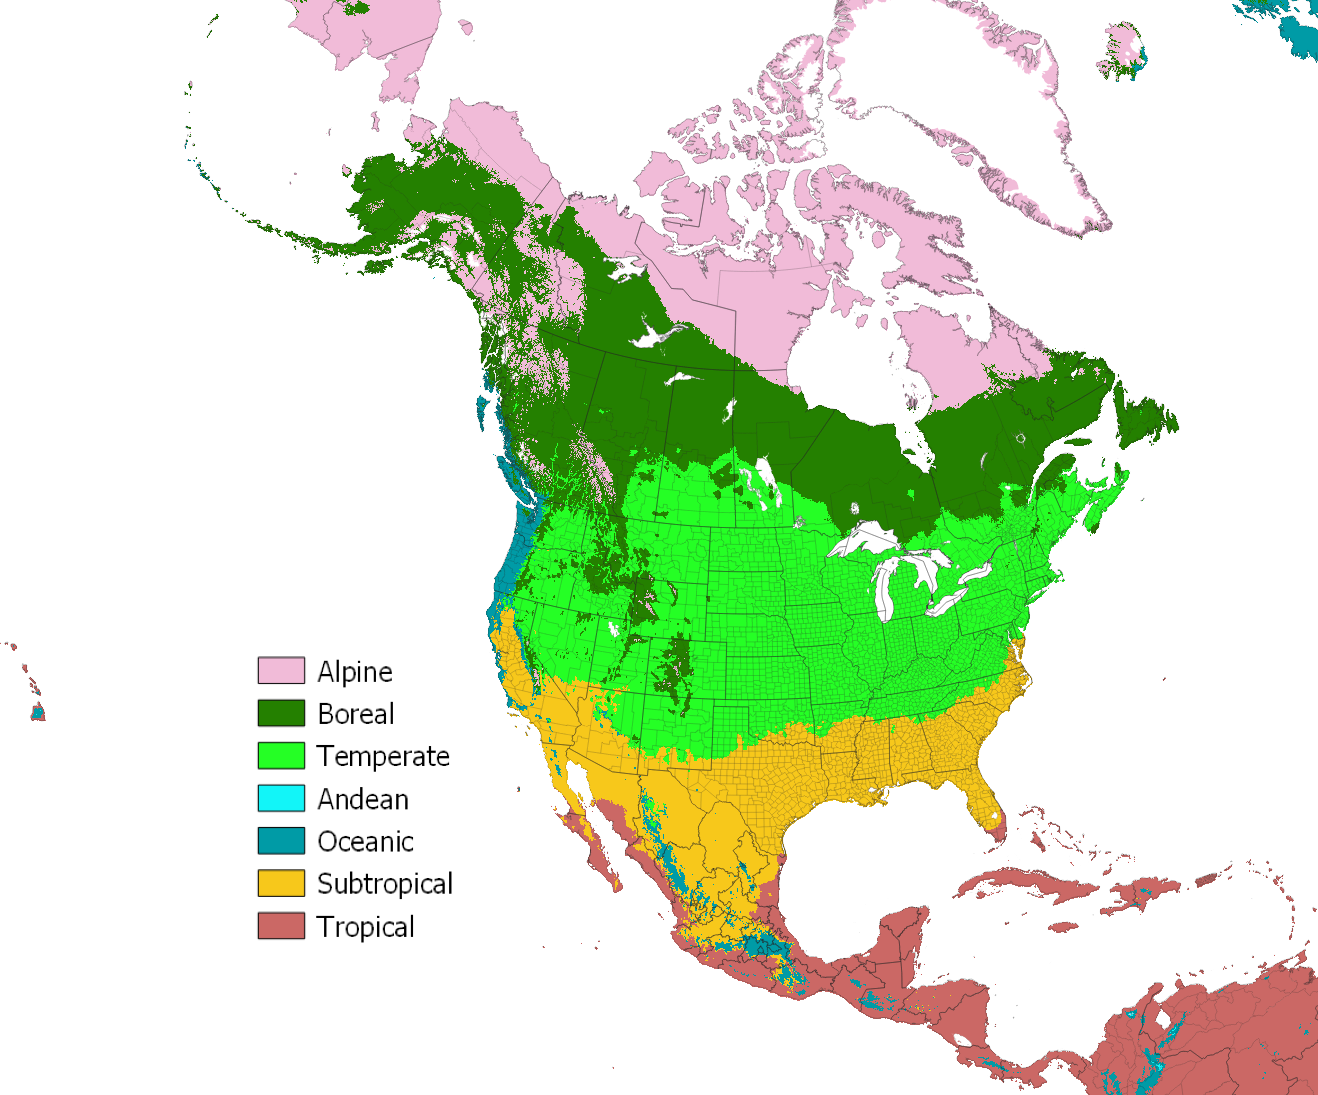 Alpine
Boreal
Temperate
Andean
Oceanic
Subtropical
Tropical